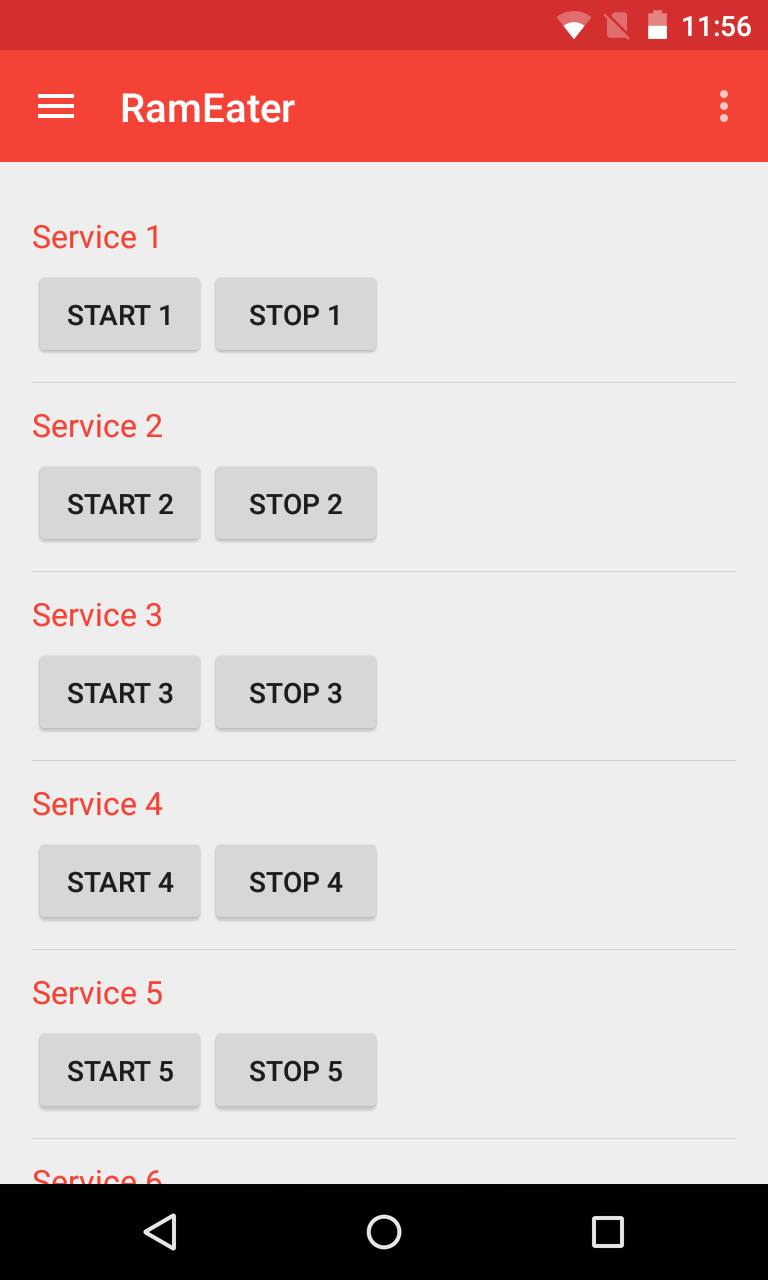 11:56
RamEater
Service 1
START 1 STOP 1
Service 2
START 2 STOP 2
Service 3
START 3 STOP 3
Service 4
START 4 STOP 4
Service 5
START 5 STOP 5
Service 6